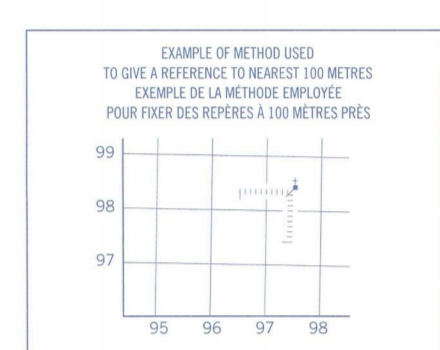 EXAMPLE OF METHOD USED
TO GIVE A REFERENCE TO NEAREST 100 METRES
EXEMPLE DE LA MÉTHODE EMPLOYÉE
POUR FIXER DES REPÈRES À 100 MÈTRES PRÈS
99
98
97
95 96 97 98